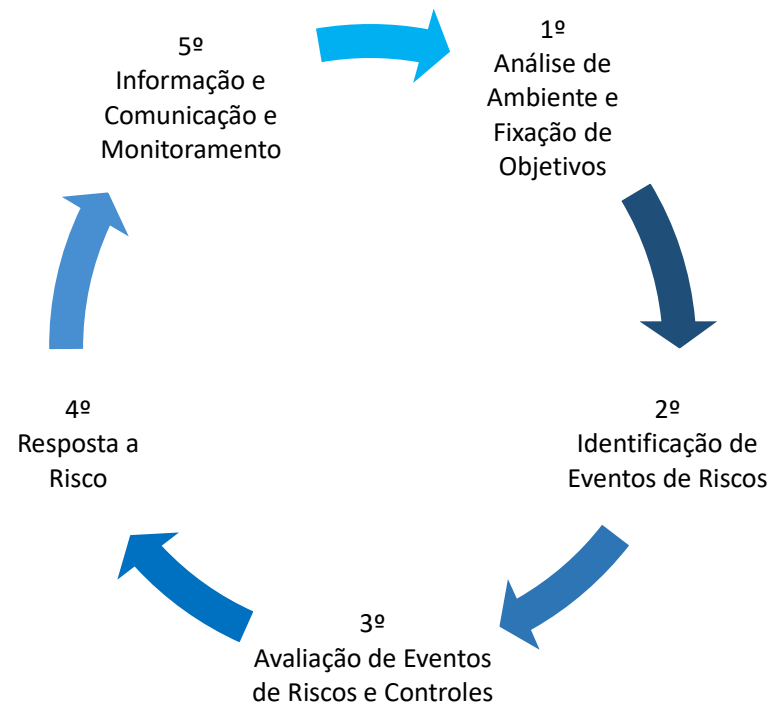 1º
Análise de
Ambiente e
Fixação de
Objetivos
2º
Identificação de
Eventos de Riscos
3º
Avaliação de Eventos
de Riscos e Controles
4º
Resposta a
Risco
5º
Informação e
Comunicação e
Monitoramento